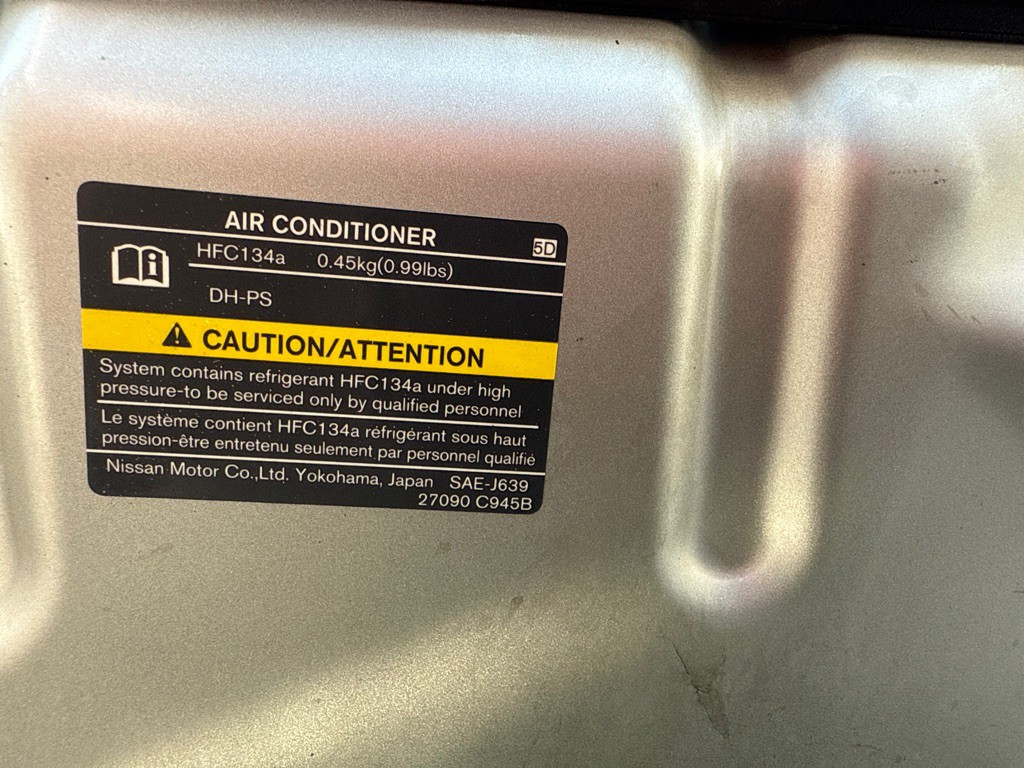 AIR CONDITIONER
5D
HFC134a 0.45kg(0.99lbs)
DH-PS
CAUTION/ATTENTION
System contains refrigerant HFC134a under high
pressure-to be serviced only by qualified personnel
Le système contient HFC134a réfrigérant sous haut
pression-être entretenu seulement par personnel qualifié
Nissan Motor Co.,Ltd. Yokohama, Japan SAE-J639
27090 C945B